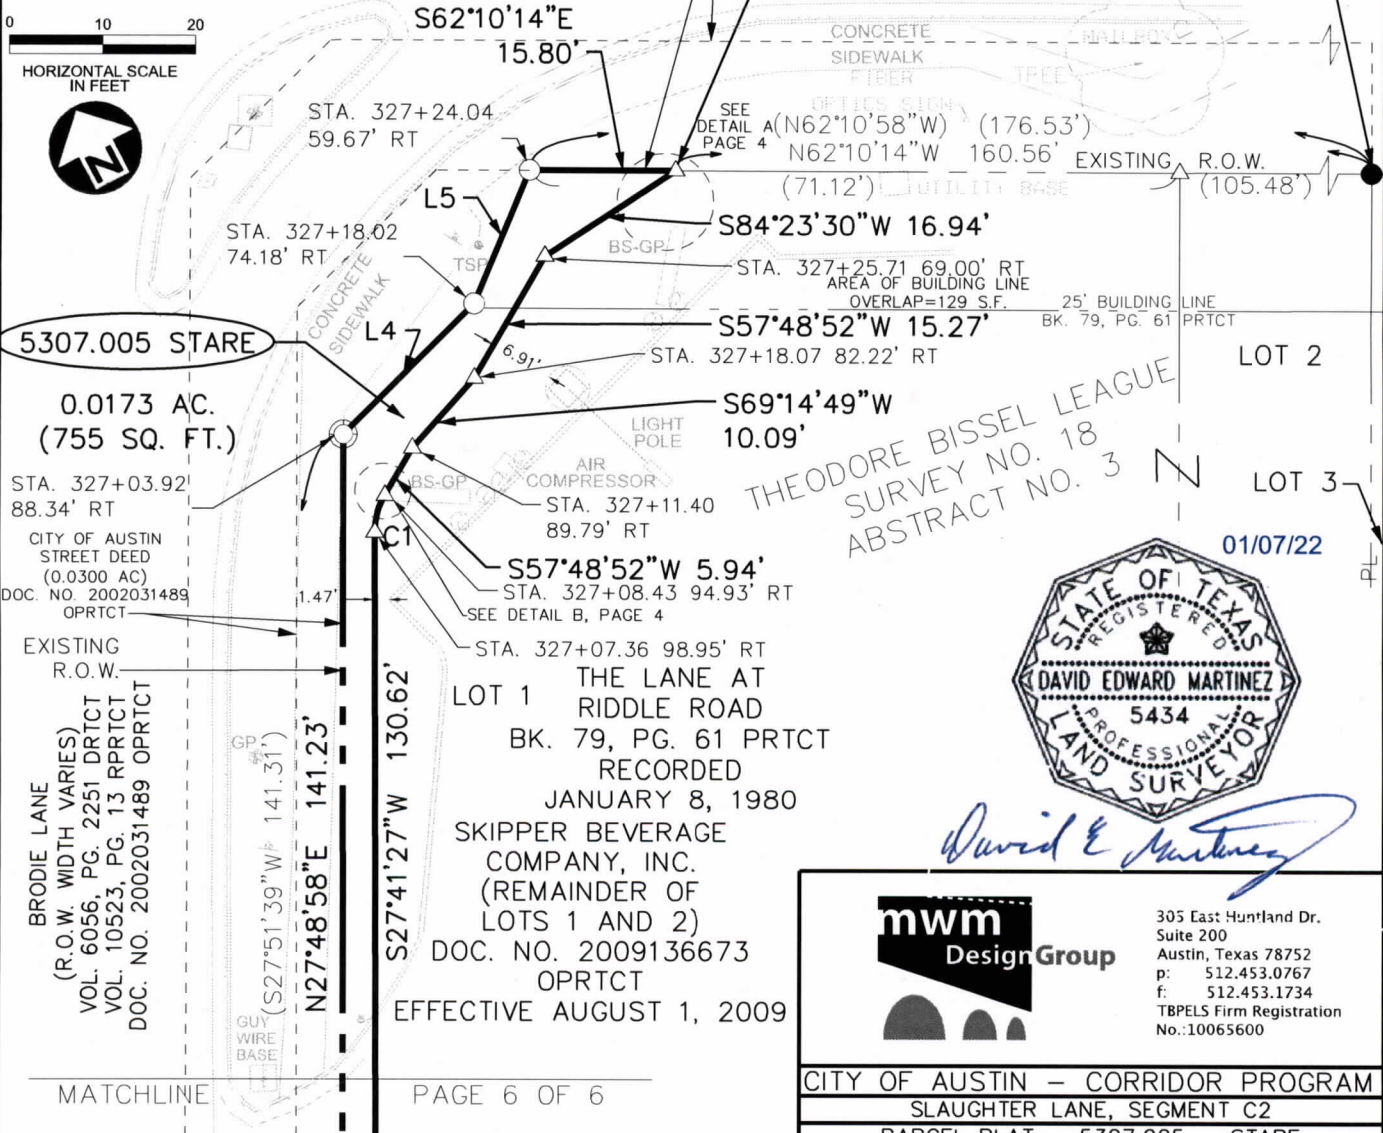 0 10 20
HORIZONTAL SCALE
IN FEET
N
S62°10'14"E
15.80'
STA. 327+24.04
59.67' RT
SEE
DETAIL A
PAGE 4
CONCRETE
SIDEWALK
FIBER
OPTICS SIGN
MAILBOX
TREE
(N62°10'58"W) (176.53')
N62°10'14"W 160.56'
EXISTING R.O.W.
(71.12')
UTILITY BASE
(105.48')
L5
STA. 327+18.02
74.18' RT
TSP
BS-GP
S84°23'30"W 16.94'
STA. 327+25.71 69.00' RT
AREA OF BUILDING LINE
OVERLAP=129 S.F.
25' BUILDING LINE
BK. 79, PG. 61 PRTCT
CONCRETE
SIDEWALK
5307.005 STARE
L4
S57°48'52"W 15.27'
6.91'
STA. 327+18.07 82.22' RT
LOT 2
0.0173 AC.
(755 SQ. FT.)
S69°14'49"W
10.09'
LIGHT
POLE
THEODORE BISSEL LEAGUE
SURVEY NO. 18
ABSTRACT NO. 3
N
LOT 3
PL
STA. 327+03.92
88.34' RT
BS-GP
AIR
COMPRESSOR
STA. 327+11.40
89.79' RT
C1
CITY OF AUSTIN
STREET DEED
(0.0300 AC)
DOC. NO. 2002031489
OPRTCT
S57°48'52"W 5.94'
STA. 327+08.43 94.93' RT
SEE DETAIL B, PAGE 4
1.47'
STA. 327+07.36 98.95' RT
EXISTING
R.O.W.
01/07/22
STATE OF TEXAS
REGISTERED
DAVID EDWARD MARTINEZ
5434
PROFESSIONAL
LAND SURVEYOR
David E Martinez
LOT 1
THE LANE AT
RIDDLE ROAD
BK. 79, PG. 61 PRTCT
RECORDED
JANUARY 8, 1980
SKIPPER BEVERAGE
COMPANY, INC.
(REMAINDER OF
LOTS 1 AND 2)
DOC. NO. 2009136673
OPRTCT
EFFECTIVE AUGUST 1, 2009
BRODIE LANE
(R.O.W. WIDTH VARIES)
VOL. 6056, PG. 2251 DRTCT
VOL. 10523, PG. 13 RPRTCT
DOC. NO. 2002031489 OPRTCT
GP
(S27°51'39"W 141.31')
N27°48'58"E 141.23'
S27°41'27"W 130.62'
GUY
WIRE
BASE
MATCHLINE PAGE 6 OF 6
mwm
DesignGroup
305 East Huntland Dr.
Suite 200
Austin, Texas 78752
p: 512.453.0767
f: 512.453.1734
TBPELS Firm Registration
No.:10065600
CITY OF AUSTIN – CORRIDOR PROGRAM
SLAUGHTER LANE, SEGMENT C2
PARCEL PLAT 5307.005 STARE